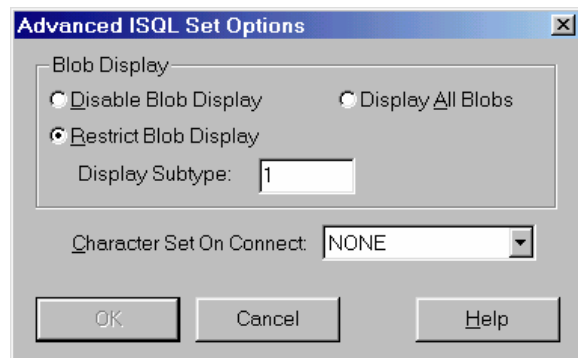 Advanced ISQL Set Options
Blob Display
Disable Blob Display Display All Blobs
Restrict Blob Display
Display Subtype: 1
Character Set On Connect: NONE
OK Cancel Help